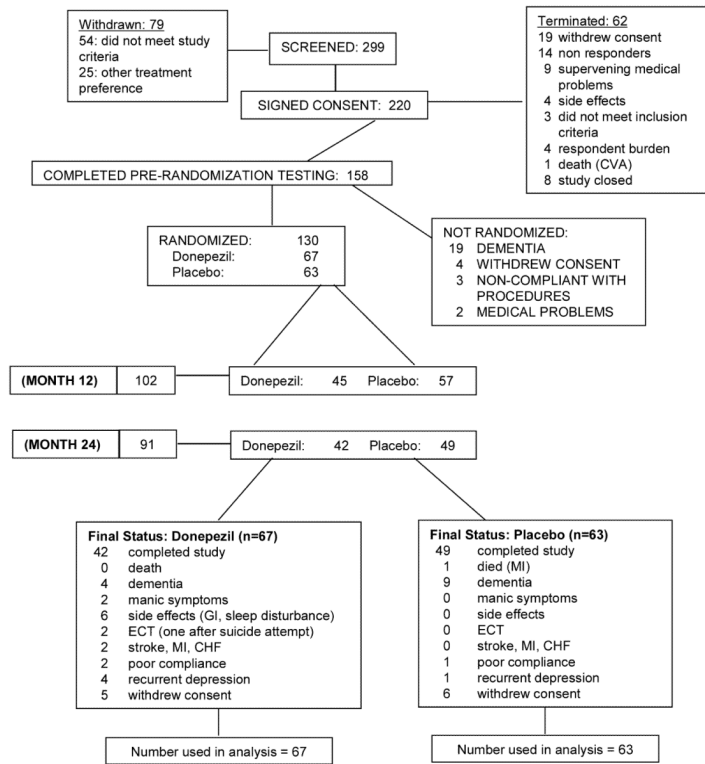 Withdrawn: 79
54: did not meet study
criteria
25: other treatment
preference
SCREENED: 299
Terminated: 62
19 withdrew consent
14 non responders
9 supervening medical
problems
4 side effects
3 did not meet inclusion
criteria
4 respondent burden
1 death (CVA)
8 study closed
SIGNED CONSENT: 220
COMPLETED PRE-RANDOMIZATION TESTING: 158
RANDOMIZED: 130
Donepezil: 67
Placebo: 63
NOT RANDOMIZED:
19 DEMENTIA
4 WITHDREW CONSENT
3 NON-COMPLIANT WITH
PROCEDURES
2 MEDICAL PROBLEMS
(MONTH 12) 102 Donepezil: 45 Placebo: 57
(MONTH 24) 91 Donepezil: 42 Placebo: 49
Final Status: Donepezil (n=67)
42 completed study
0 death
4 dementia
2 manic symptoms
6 side effects (GI, sleep disturbance)
2 ECT (one after suicide attempt)
2 stroke, MI, CHF
2 poor compliance
4 recurrent depression
5 withdrew consent
Number used in analysis = 67
Final Status: Placebo (n=63)
49 completed study
1 died (MI)
9 dementia
0 manic symptoms
0 side effects
0 ECT
0 stroke, MI, CHF
1 poor compliance
1 recurrent depression
6 withdrew consent
Number used in analysis = 63